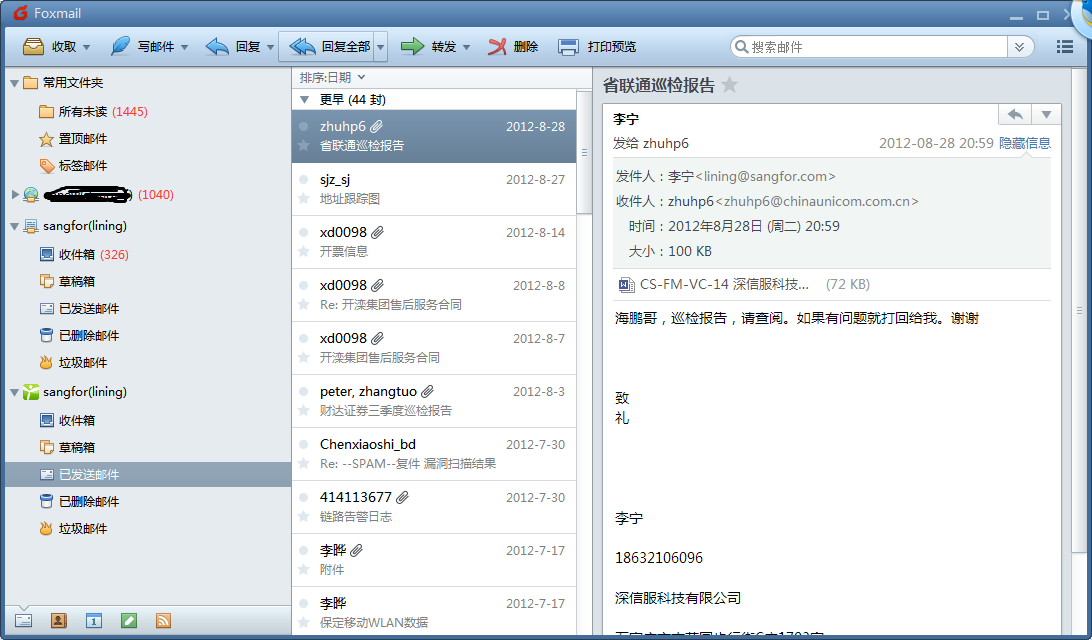 Foxmail
收取 写邮件 回复 回复全部 转发 删除 打印预览 搜索邮件
常用文件夹
所有未读 (1445)
置顶邮件
标签邮件
(1040)
sangfor(lining)
收件箱 (326)
草稿箱
已发送邮件
已删除邮件
垃圾邮件
sangfor(lining)
收件箱
草稿箱
已发送邮件
已删除邮件
垃圾邮件
排序:日期
更早 (44 封)
zhuhp6 2012-8-28
省联通巡检报告
sjz_sj 2012-8-27
地址跟踪图
xd0098 2012-8-14
开票信息
xd0098 2012-8-8
Re: 开滦集团售后服务合同
xd0098 2012-8-7
开滦集团售后服务合同
peter, zhangtuo 2012-8-3
财达证券三季度巡检报告
Chenxiaoshi_bd 2012-7-30
Re: --SPAM--复件 漏洞扫描结果
414113677 2012-7-30
链路告警日志
李晔 2012-7-17
附件
李晔 2012-7-17
保定移动WLAN数据
省联通巡检报告
李宁
发给 zhuhp6 2012-08-28 20:59 隐藏信息
发件人：李宁<lining@sangfor.com>
收件人：zhuhp6<zhuhp6@chinaunicom.com.cn>
时间：2012年8月28日 (周二) 20:59
大小：100 KB
CS-FM-VC-14 深信服科技... (72 KB)
海鹏哥，巡检报告，请查阅。如果有问题就打回给我。谢谢
致
礼
李宁
18632106096
深信服科技有限公司